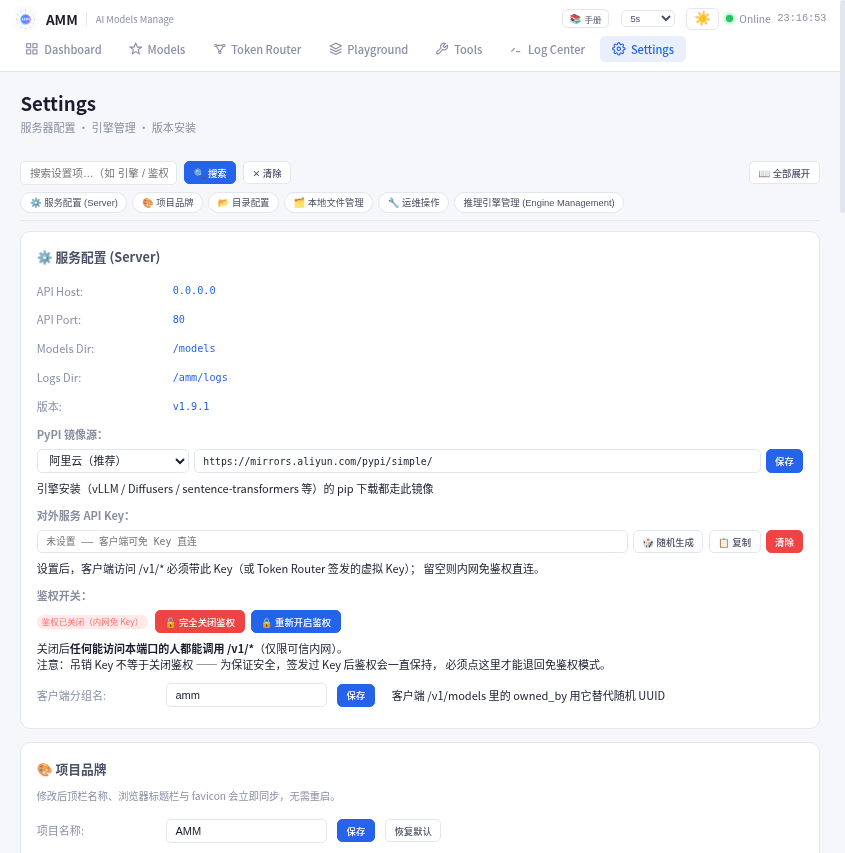 AMM AI Models Manage 📚 手册 5s ☀️ Online 23:16:53
Dashboard Models Token Router Playground Tools Log Center Settings
Settings
服务器配置 · 引擎管理 · 版本安装
搜索设置项…（如 引擎 / 鉴权 🔍 搜索 ✕ 清除 📖 全部展开
⚙️ 服务配置 (Server) 🎨 项目品牌 📂 目录配置 🗂️ 本地文件管理 🔧 运维操作 推理引擎管理 (Engine Management)
⚙️ 服务配置 (Server)
API Host: 0.0.0.0
API Port: 80
Models Dir: /models
Logs Dir: /amm/logs
版本: v1.9.1
PyPI 镜像源：
阿里云（推荐） https://mirrors.aliyun.com/pypi/simple/ 保存
引擎安装（vLLM / Diffusers / sentence-transformers 等）的 pip 下载都走此镜像
对外服务 API Key：
未设置 —— 客户端可免 Key 直连 🎲 随机生成 📋 复制 清除
设置后，客户端访问 /v1/* 必须带此 Key（或 Token Router 签发的虚拟 Key）； 留空则内网免鉴权直连。
鉴权开关：
鉴权已关闭（内网免 Key） 🔓 完全关闭鉴权 🔒 重新开启鉴权
关闭后任何能访问本端口的人都能调用 /v1/*（仅限可信内网）。
注意：吊销 Key 不等于关闭鉴权 —— 为保证安全，签发过 Key 后鉴权会一直保持， 必须点这里才能退回免鉴权模式。
客户端分组名: amm 保存 客户端 /v1/models 里的 owned_by 用它替代随机 UUID
🎨 项目品牌
修改后顶栏名称、浏览器标题栏与 favicon 会立即同步，无需重启。
项目名称: AMM 保存 恢复默认